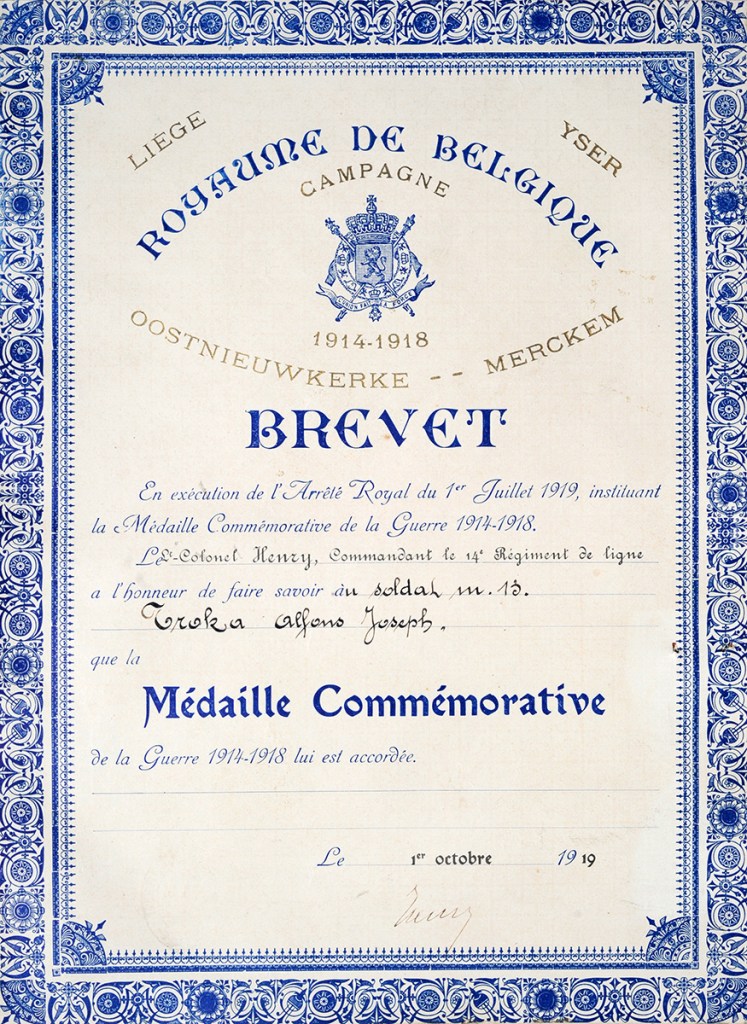 LIÉGE
YSER
ROYAUME DE BELGIQUE
CAMPAGNE
1914-1918
OOSTNIEUWKERKE -- MERCKEM
BREVET
En exécution de l'Arrêté Royal du 1er Juillet 1919, instituant
la Médaille Commémorative de la Guerre 1914-1918.
Lt-Colonel Henry, Commandant le 14e Régiment de ligne
a l'honneur de faire savoir au soldat m. 13.
Troka Alfons Joseph.
que la
Médaille Commémorative
de la Guerre 1914-1918 lui est accordée.
Le 1er octobre 1919
Henry